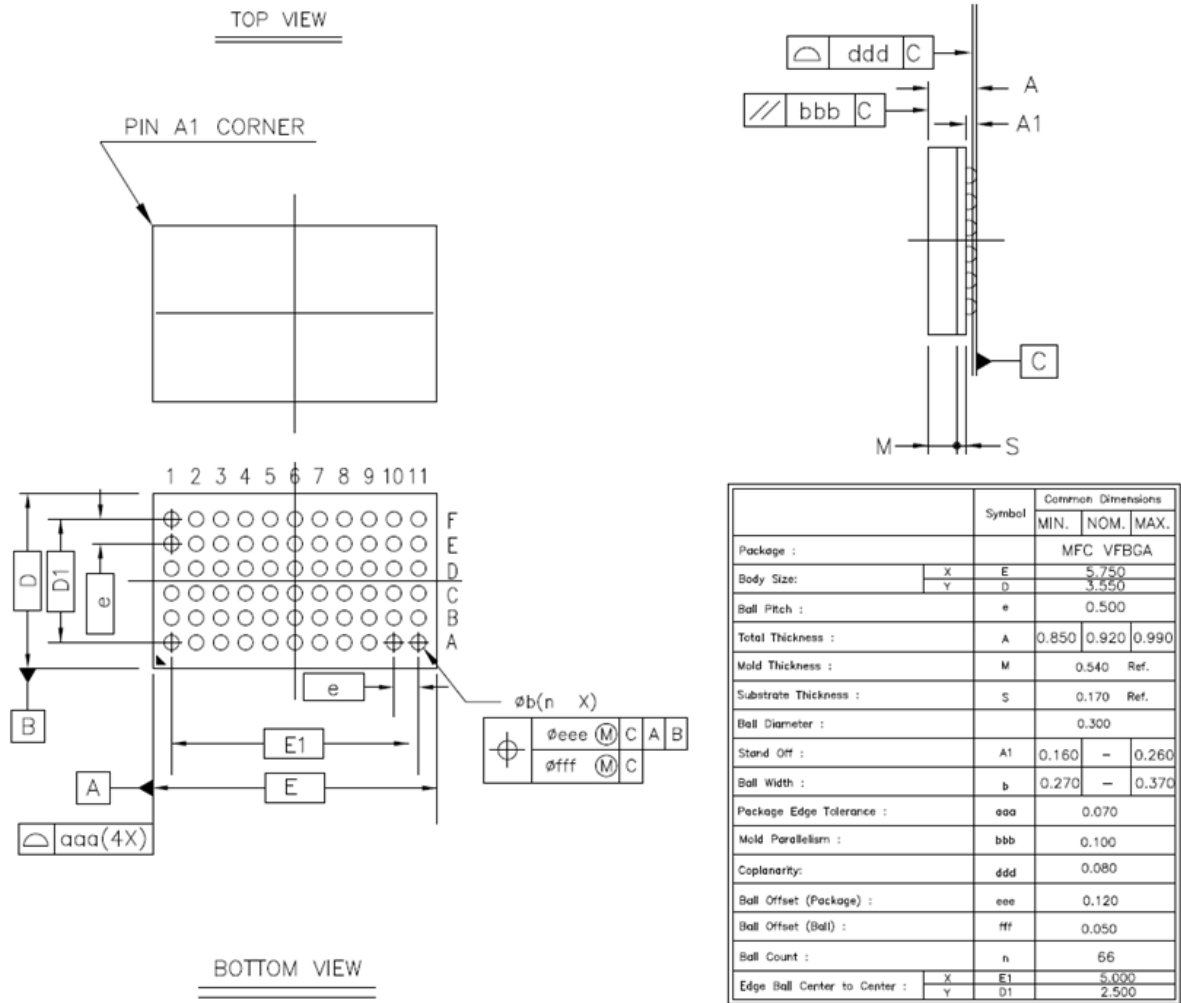 TOP VIEW
PIN A1 CORNER
ddd C
A
// bbb C
A1
C
M S
1 2 3 4 5 6 7 8 9 10 11
F
E
D
C
B
A
D D1 e
e
B
E1
A E
aaa(4X)
øb(n X)
øeee Ⓜ C A B
øfff Ⓜ C
BOTTOM VIEW
Symbol Common Dimensions
MIN. NOM. MAX.
Package : MFC VFBGA
Body Size: X E 5.750
Y D 3.550
Ball Pitch : e 0.500
Total Thickness : A 0.850 0.920 0.990
Mold Thickness : M 0.540 Ref.
Substrate Thickness : S 0.170 Ref.
Ball Diameter : 0.300
Stand Off : A1 0.160 – 0.260
Ball Width : b 0.270 – 0.370
Package Edge Tolerance : aaa 0.070
Mold Parallelism : bbb 0.100
Coplanarity: ddd 0.080
Ball Offset (Package) : eee 0.120
Ball Offset (Ball) : fff 0.050
Ball Count : n 66
Edge Ball Center to Center : X E1 5.000
Y D1 2.500